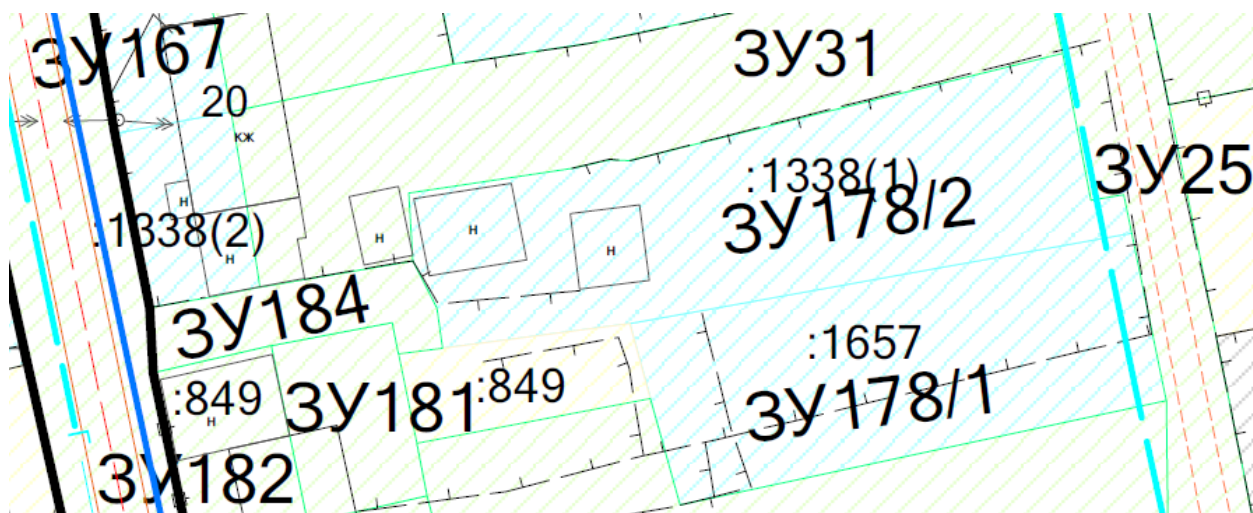 ЗУ167
ЗУ31
20
кж
:1338(1)
ЗУ25
н
ЗУ178/2
:1338(2)
н
н
н
н
ЗУ184
:1657
:849
:849
ЗУ181
ЗУ178/1
н
ЗУ182